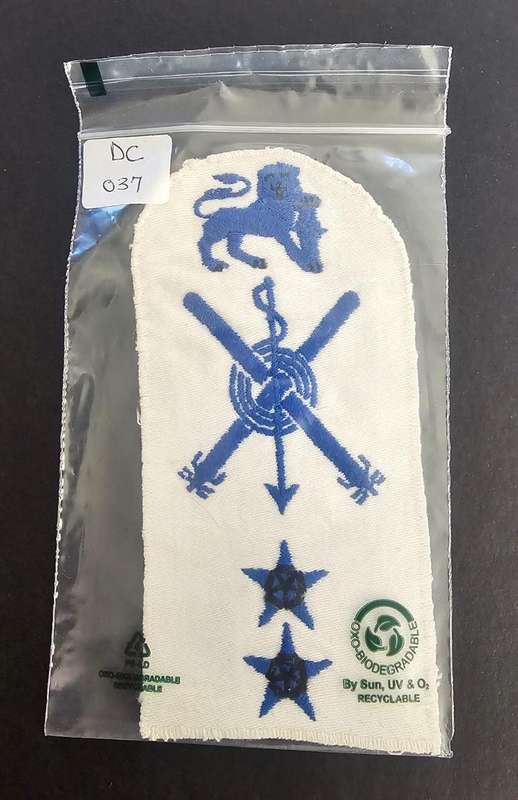 DC
037
PE-LD
OXO-BIODEGRADABLE
RECYCLABLE
OXO-BIODEGRADABLE
By Sun, UV & O₂
RECYCLABLE